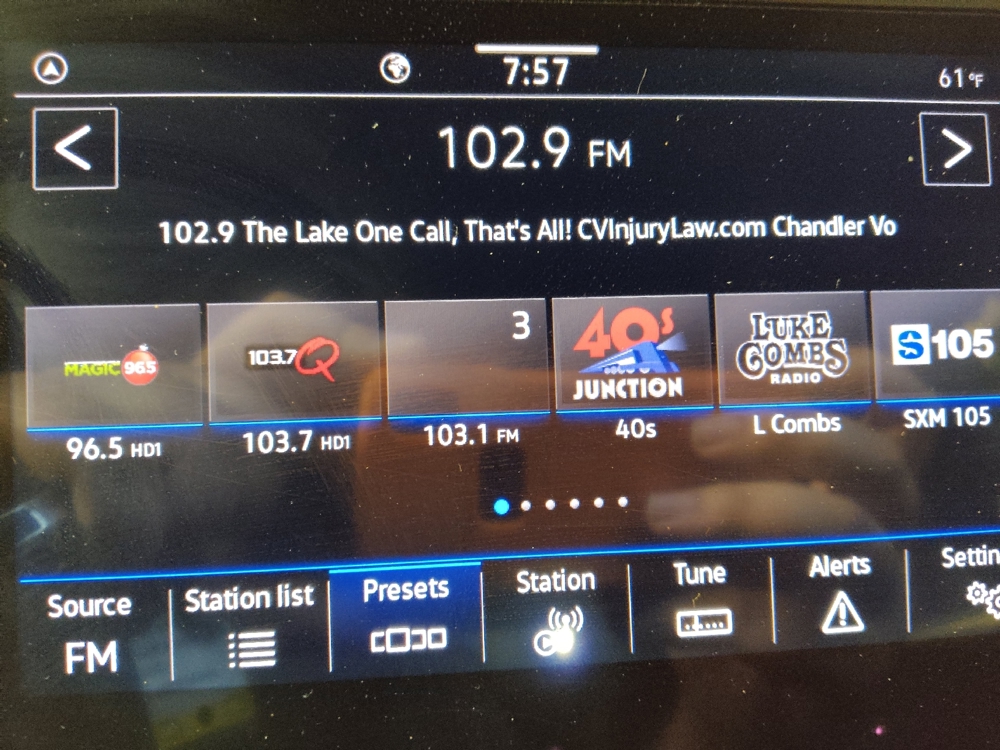 7:57
61°F
<
102.9 FM
>
102.9 The Lake One Call, That's All! CVInjuryLaw.com Chandler Vo
MAGIC 96.5
103.7 Q
3
40s
JUNCTION
LUKE
COMBS
RADIO
S 105
96.5 HD1
103.7 HD1
103.1 FM
40s
L Combs
SXM 105
Source
Station list
Presets
Station
Tune
Alerts
Settin
FM